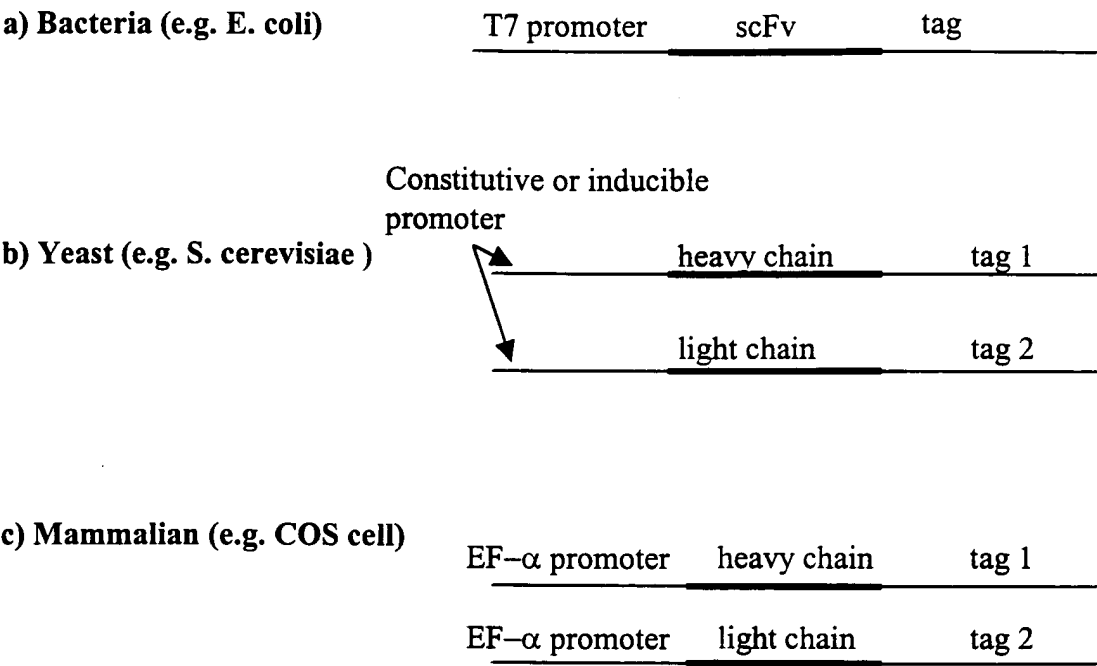 a) Bacteria (e.g. E. coli)
T7 promoter scFv tag
Constitutive or inducible
promoter
b) Yeast (e.g. S. cerevisiae )
heavy chain tag 1
light chain tag 2
c) Mammalian (e.g. COS cell)
EF–α promoter heavy chain tag 1
EF–α promoter light chain tag 2